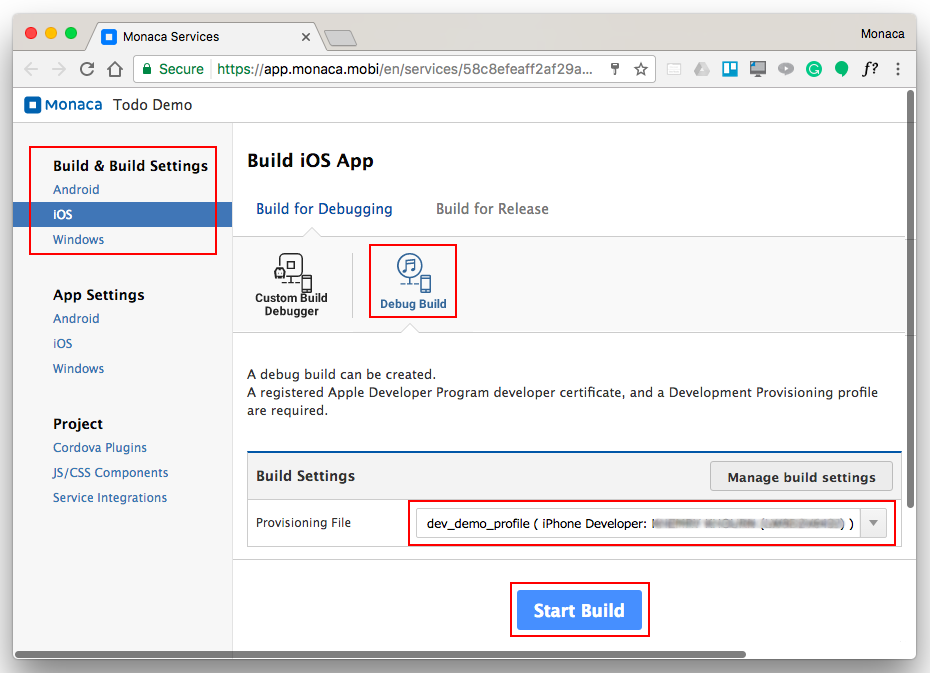 Monaca Services
Monaca
Secure https://app.monaca.mobi/en/services/58c8efeaff2af29a...
f?
Monaca Todo Demo
Build & Build Settings
Android
iOS
Windows
App Settings
Android
iOS
Windows
Project
Cordova Plugins
JS/CSS Components
Service Integrations
Build iOS App
Build for Debugging
Build for Release
Custom Build
Debugger
Debug Build
A debug build can be created.
A registered Apple Developer Program developer certificate, and a Development Provisioning profile
are required.
Build Settings
Manage build settings
Provisioning File
dev_demo_profile ( iPhone Developer: ) )
Start Build